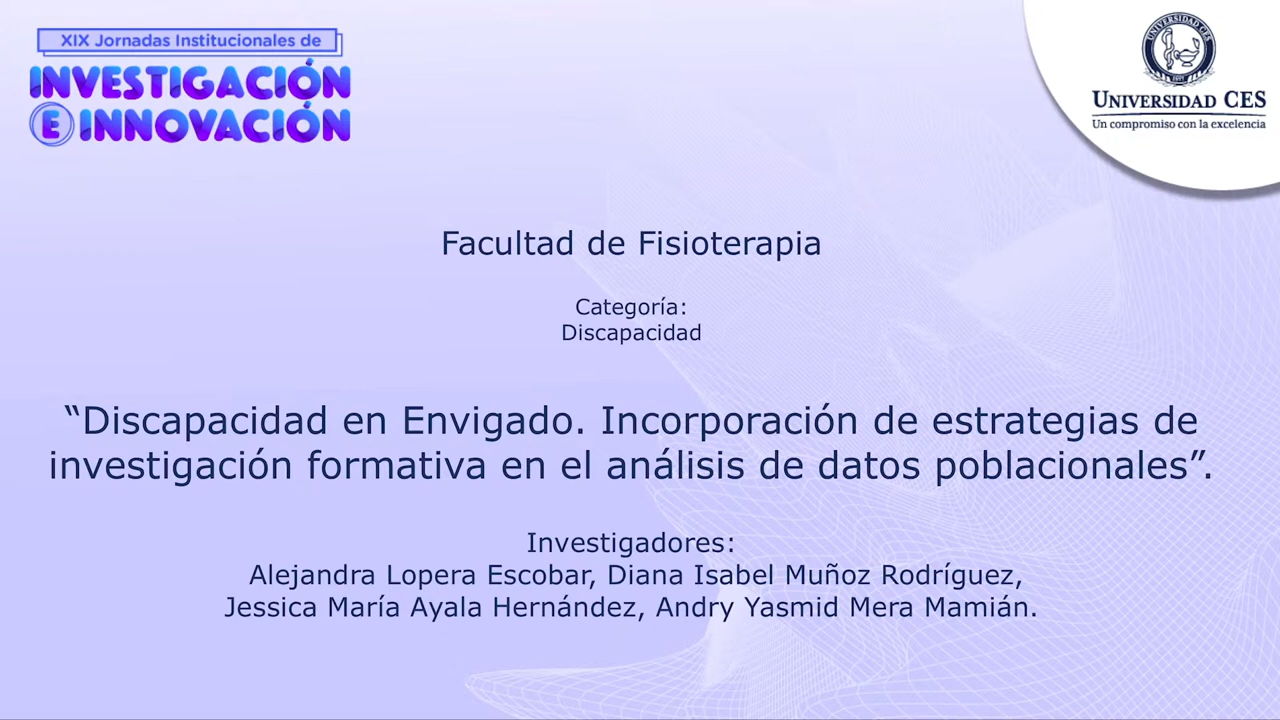 XIX Jornadas Institucionales de
INVESTIGACIÓN
E INNOVACIÓN
UNIVERSIDAD CES
UNIVERSIDAD CES
Un compromiso con la excelencia
Facultad de Fisioterapia
Categoría:
Discapacidad
“Discapacidad en Envigado. Incorporación de estrategias de
investigación formativa en el análisis de datos poblacionales”.
Investigadores:
Alejandra Lopera Escobar, Diana Isabel Muñoz Rodríguez,
Jessica María Ayala Hernández, Andry Yasmid Mera Mamián.